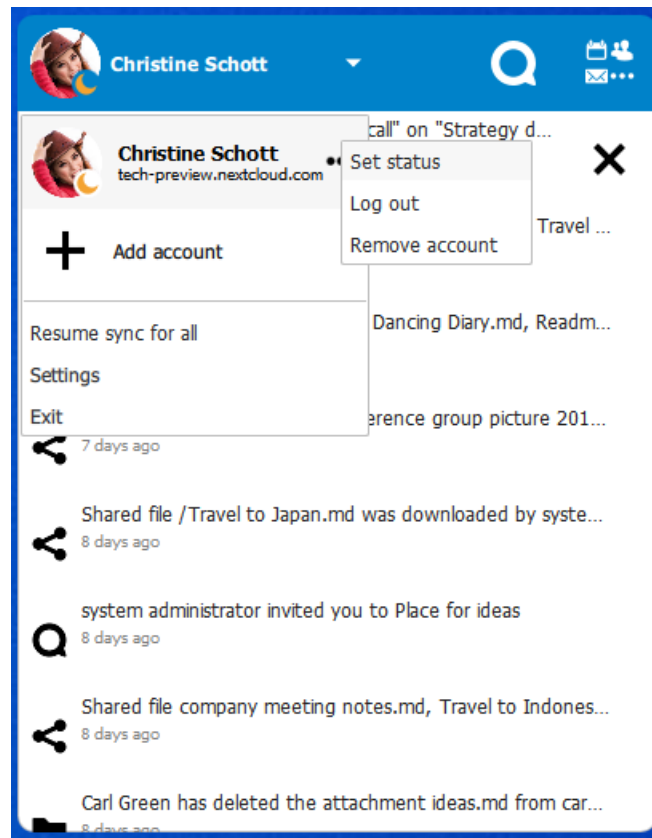 Christine Schott
call" on "Strategy d...
Christine Schott
tech-preview.nextcloud.com
Set status
Log out
Remove account
Travel ...
Add account
Dancing Diary.md, Readm...
Resume sync for all
Settings
Exit
erence group picture 201...
7 days ago
Shared file /Travel to Japan.md was downloaded by syste...
8 days ago
system administrator invited you to Place for ideas
8 days ago
Shared file company meeting notes.md, Travel to Indones...
8 days ago
Carl Green has deleted the attachment ideas.md from car...
8 days ago